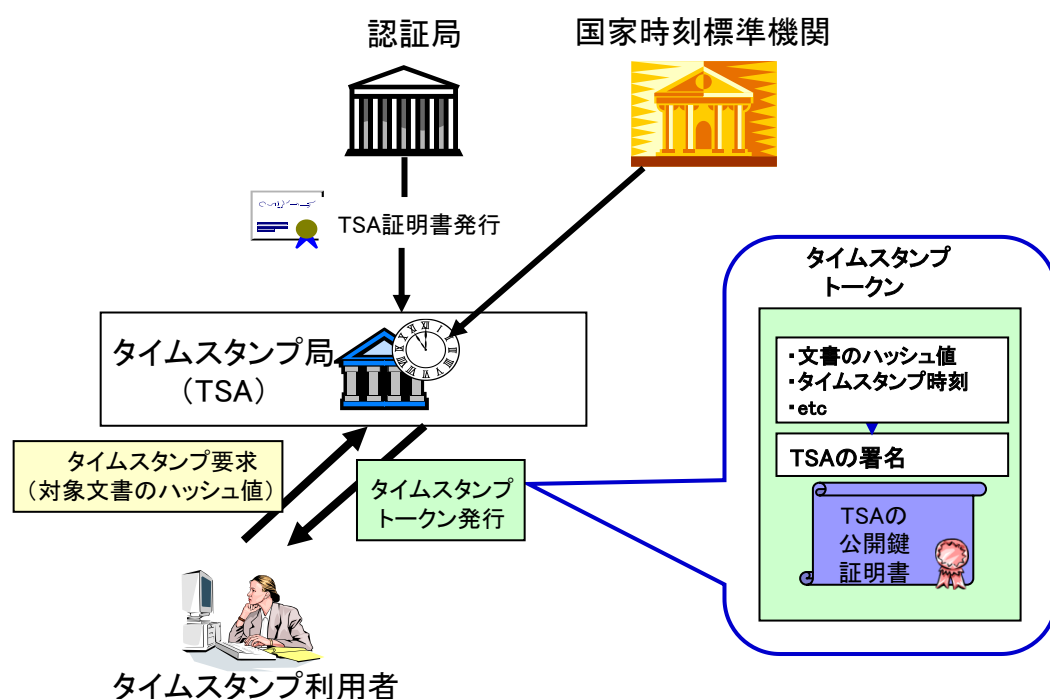 認証局
国家時刻標準機関
TSA証明書発行
タイムスタンプ局
（TSA）
タイムスタンプ要求
（対象文書のハッシュ値）
タイムスタンプ
トークン発行
タイムスタンプ利用者
タイムスタンプ
トークン
・文書のハッシュ値
・タイムスタンプ時刻
・etc
TSAの署名
TSAの
公開鍵
証明書